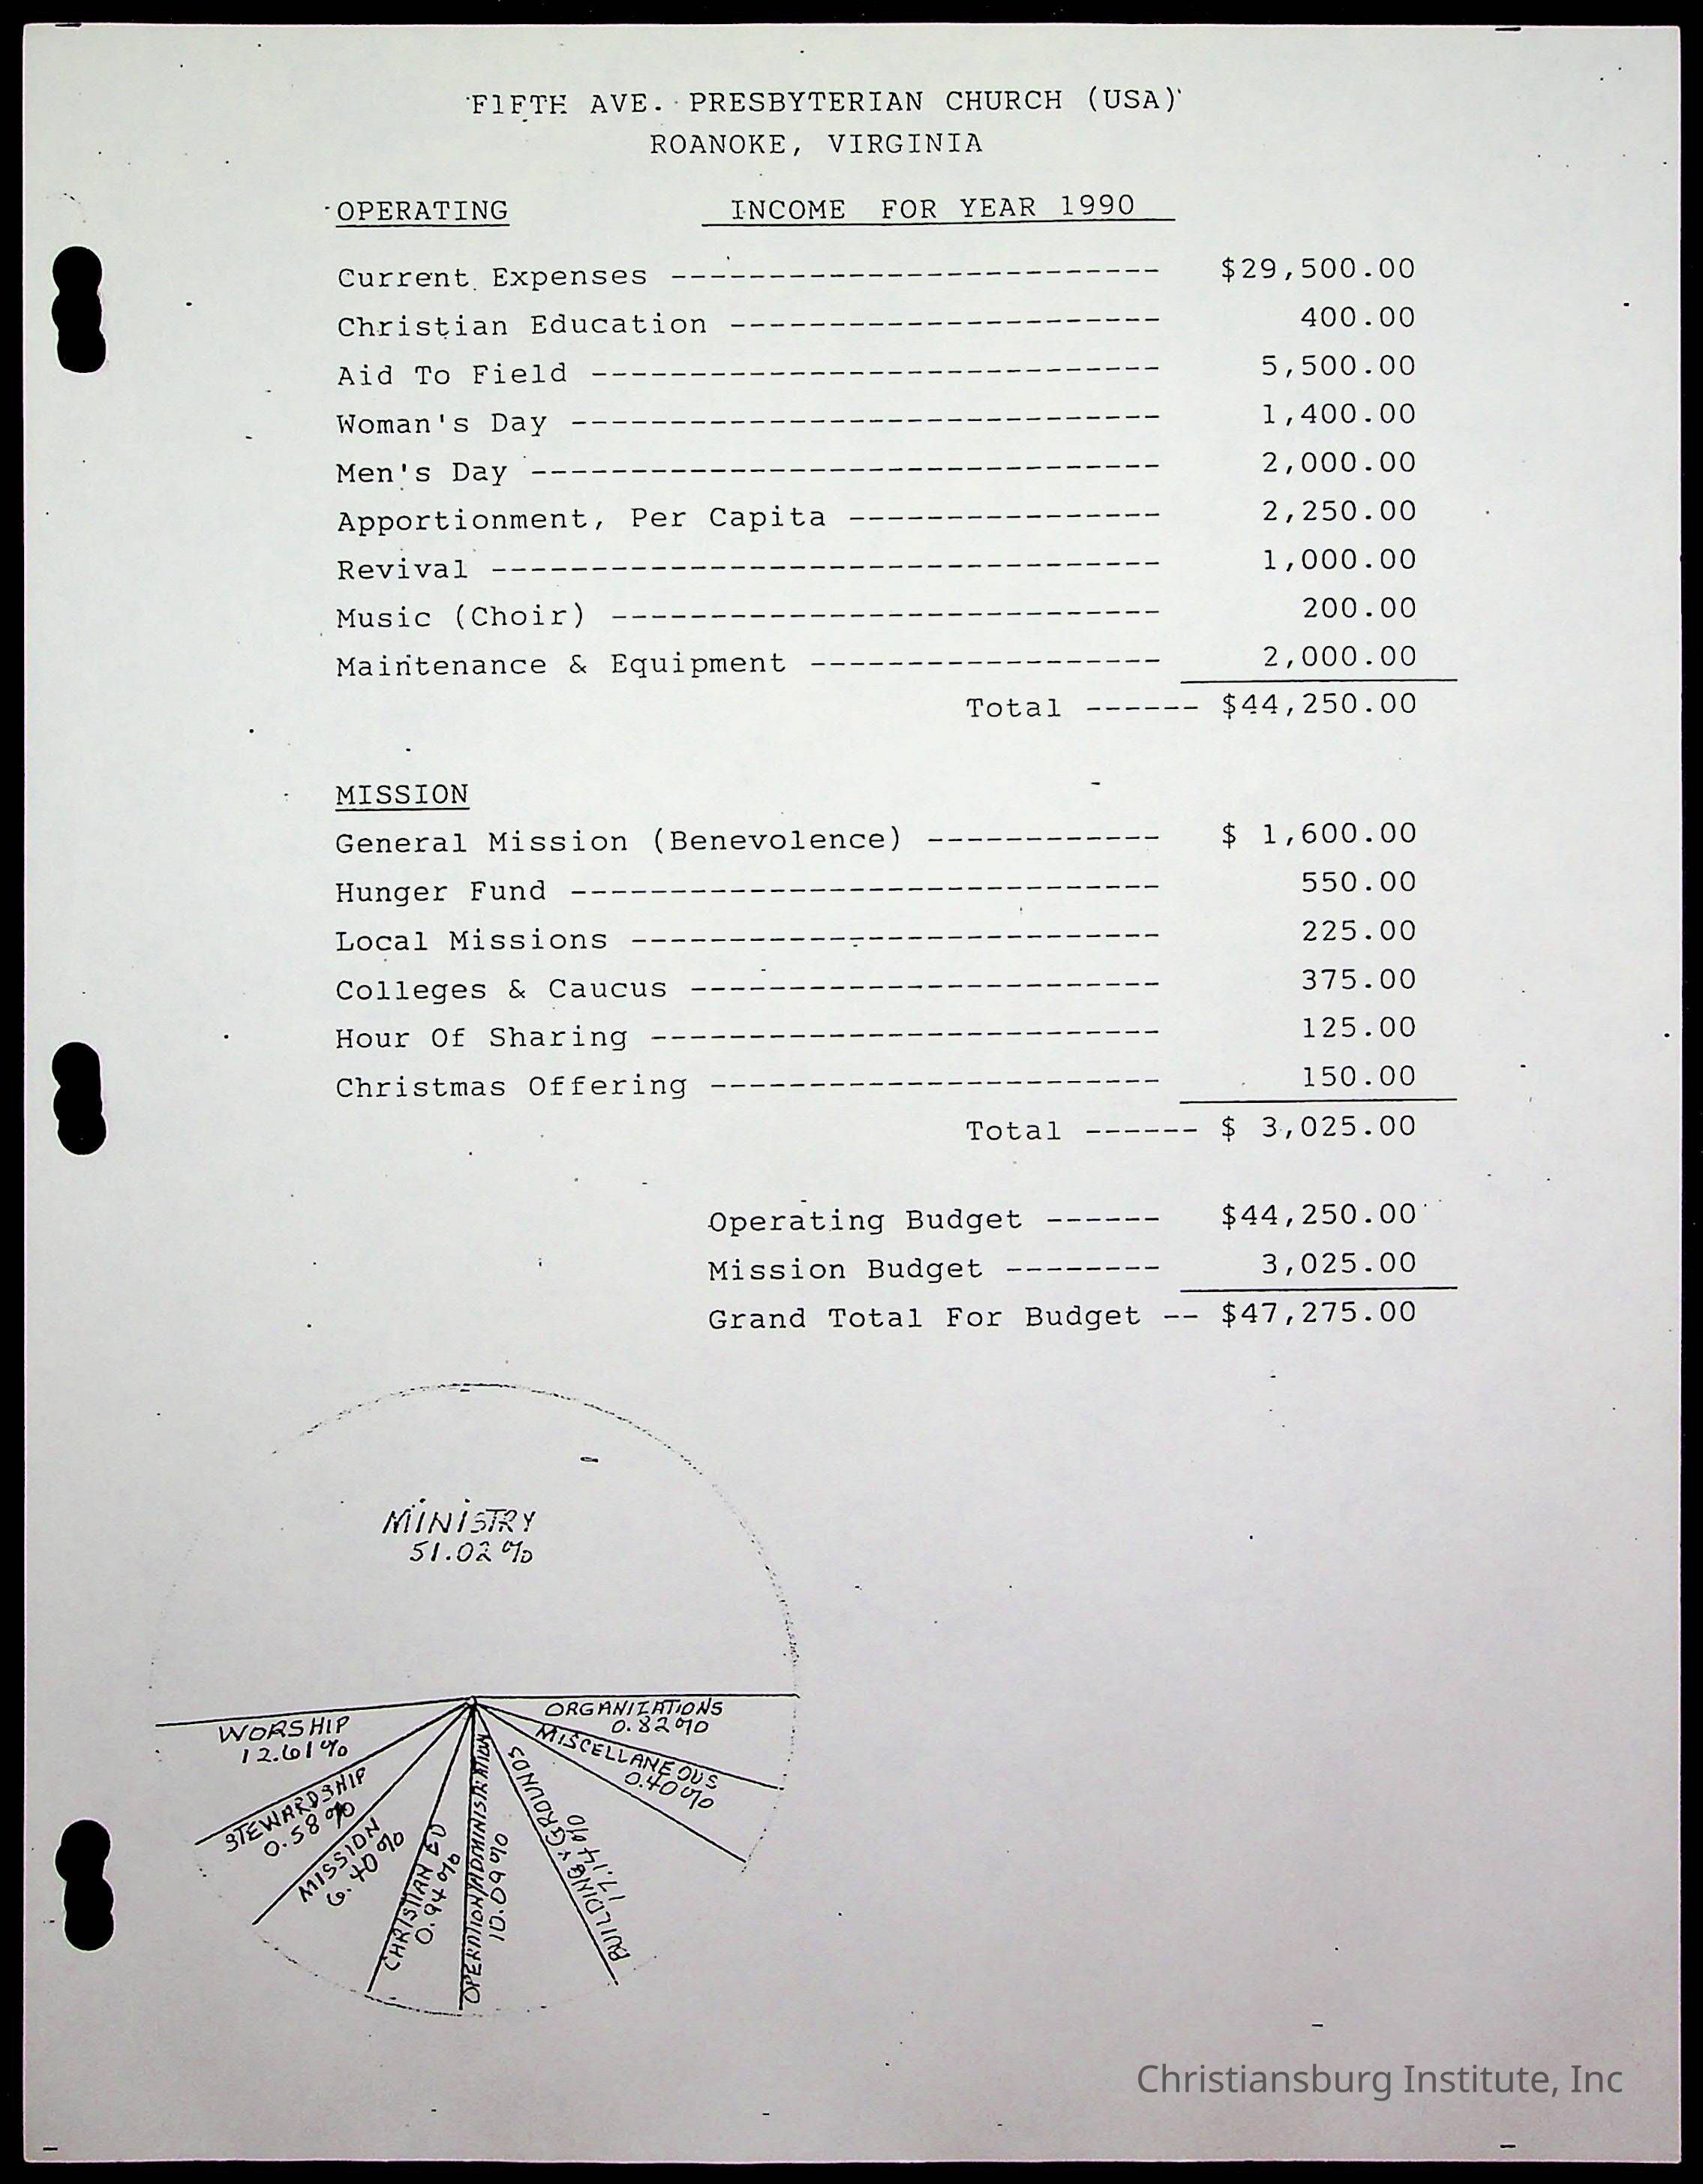 FIFTH AVE. PRESBYTERIAN CHURCH (USA)
ROANOKE, VIRGINIA
OPERATING INCOME FOR YEAR 1990
Current Expenses ------------------------- $29,500.00
Christian Education ---------------------- 400.00
Aid To Field ----------------------------- 5,500.00
Woman's Day ------------------------------ 1,400.00
Men's Day -------------------------------- 2,000.00
Apportionment, Per Capita ---------------- 2,250.00
Revival ---------------------------------- 1,000.00
Music (Choir) ---------------------------- 200.00
Maintenance & Equipment ------------------ 2,000.00
Total ------ $44,250.00
MISSION
General Mission (Benevolence) ------------ $ 1,600.00
Hunger Fund ------------------------------ 550.00
Local Missions --------------------------- 225.00
Colleges & Caucus ------------------------ 375.00
Hour Of Sharing -------------------------- 125.00
Christmas Offering ----------------------- 150.00
Total ------ $ 3,025.00
Operating Budget ------ $44,250.00
Mission Budget -------- 3,025.00
Grand Total For Budget -- $47,275.00
MINISTRY
51.02%
ORGANIZATIONS
0.82%
MISCELLANEOUS
0.40%
BUILDING & GROUNDS
17.14%
OPERATION/ADMINISTRATION
10.09%
CHRISTIAN ED
0.94%
MISSION
6.40%
STEWARDSHIP
0.58%
WORSHIP
12.61%
Christiansburg Institute, Inc